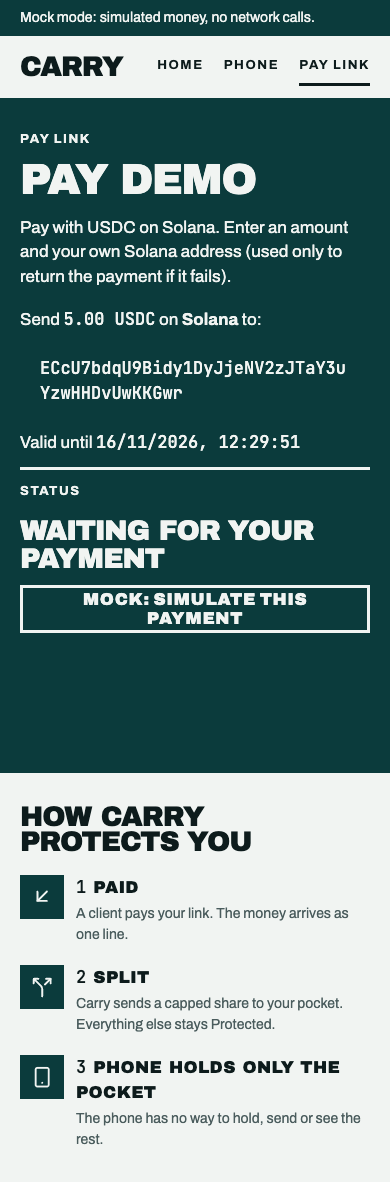 Mock mode: simulated money, no network calls.
CARRY
HOME
PHONE
PAY LINK
PAY LINK
PAY DEMO
Pay with USDC on Solana. Enter an amount
and your own Solana address (used only to
return the payment if it fails).
Send 5.00 USDC on Solana to:
ECcU7bdqU9Bidy1DyJjeNV2zJTaY3u
YzwHHDvUwKKGwr
Valid until 16/11/2026, 12:29:51
STATUS
WAITING FOR YOUR
PAYMENT
MOCK: SIMULATE THIS
PAYMENT
HOW CARRY
PROTECTS YOU
1 PAID
A client pays your link. The money arrives as
one line.
2 SPLIT
Carry sends a capped share to your pocket.
Everything else stays Protected.
3 PHONE HOLDS ONLY THE
POCKET
The phone has no way to hold, send or see the
rest.